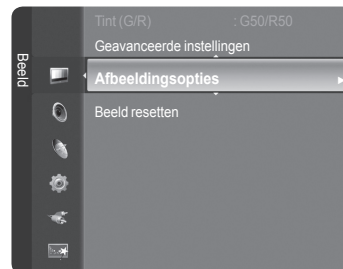 Beeld
Tint (G/R) : G50/R50
Geavanceerde instellingen
Afbeeldingsopties
Beeld resetten